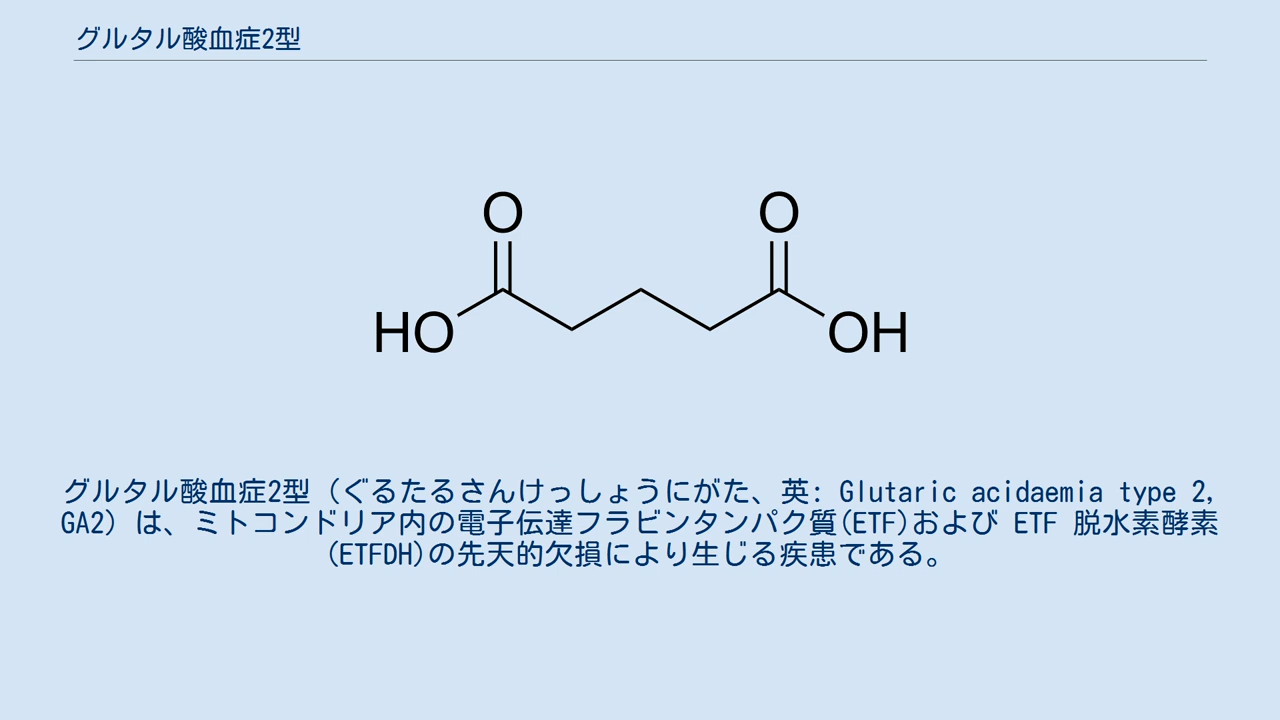 グルタル酸血症2型
O O
HO OH
グルタル酸血症2型（ぐるたるさんけっしょうにがた、英: Glutaric acidaemia type 2,
GA2）は、ミトコンドリア内の電子伝達フラビンタンパク質(ETF)および ETF 脱水素酵素
(ETFDH)の先天的欠損により生じる疾患である。